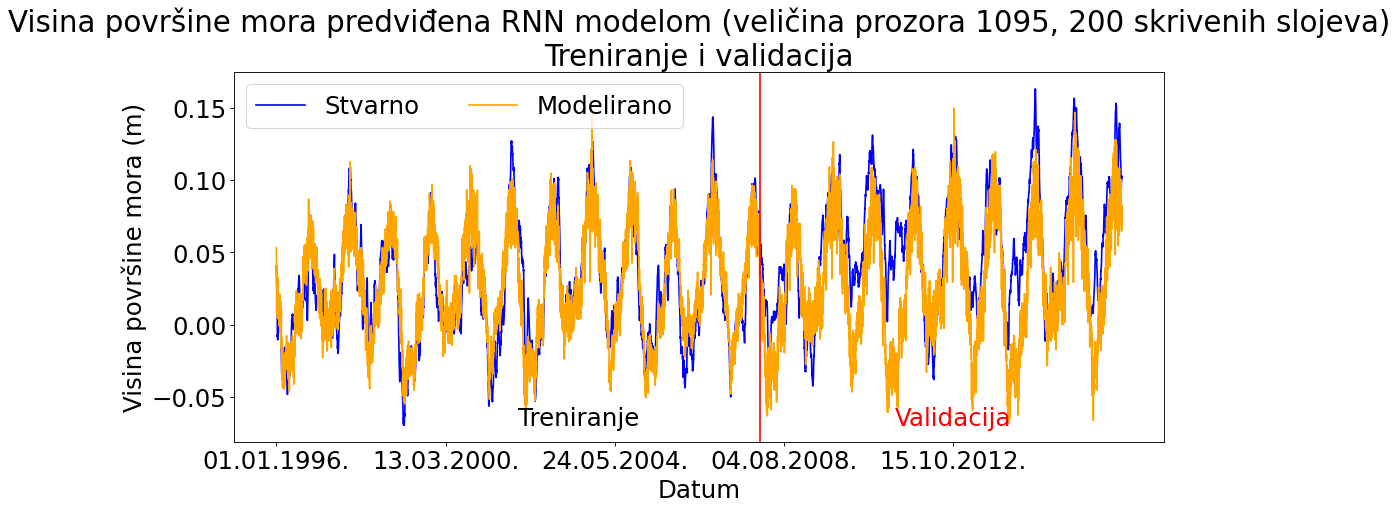 Visina površine mora predviđena RNN modelom (veličina prozora 1095, 200 skrivenih slojeva)
Treniranje i validacija
Stvarno
Modelirano
Visina površine mora (m)
0.15
0.10
0.05
0.00
−0.05
Treniranje
Validacija
01.01.1996.
13.03.2000.
24.05.2004.
04.08.2008.
15.10.2012.
Datum